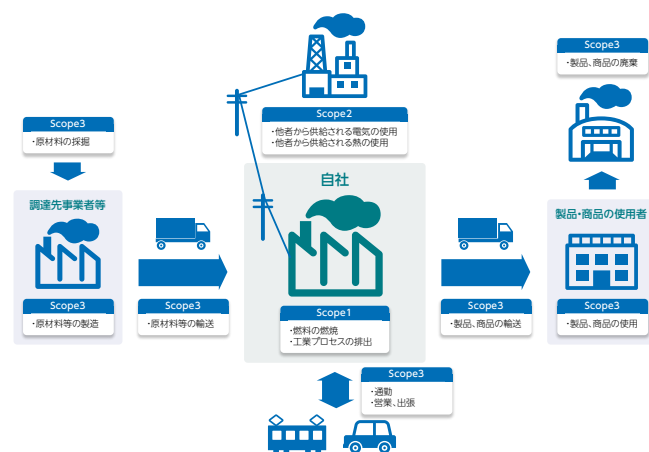 Scope3
・製品、商品の廃棄
Scope2
・他者から供給される電気の使用
・他者から供給される熱の使用
Scope3
・原材料の採掘
自社
調達先事業者等
製品・商品の使用者
Scope3
・原材料等の製造
Scope3
・原材料等の輸送
Scope1
・燃料の燃焼
・工業プロセスの排出
Scope3
・製品、商品の輸送
Scope3
・製品、商品の使用
Scope3
・通勤
・営業、出張